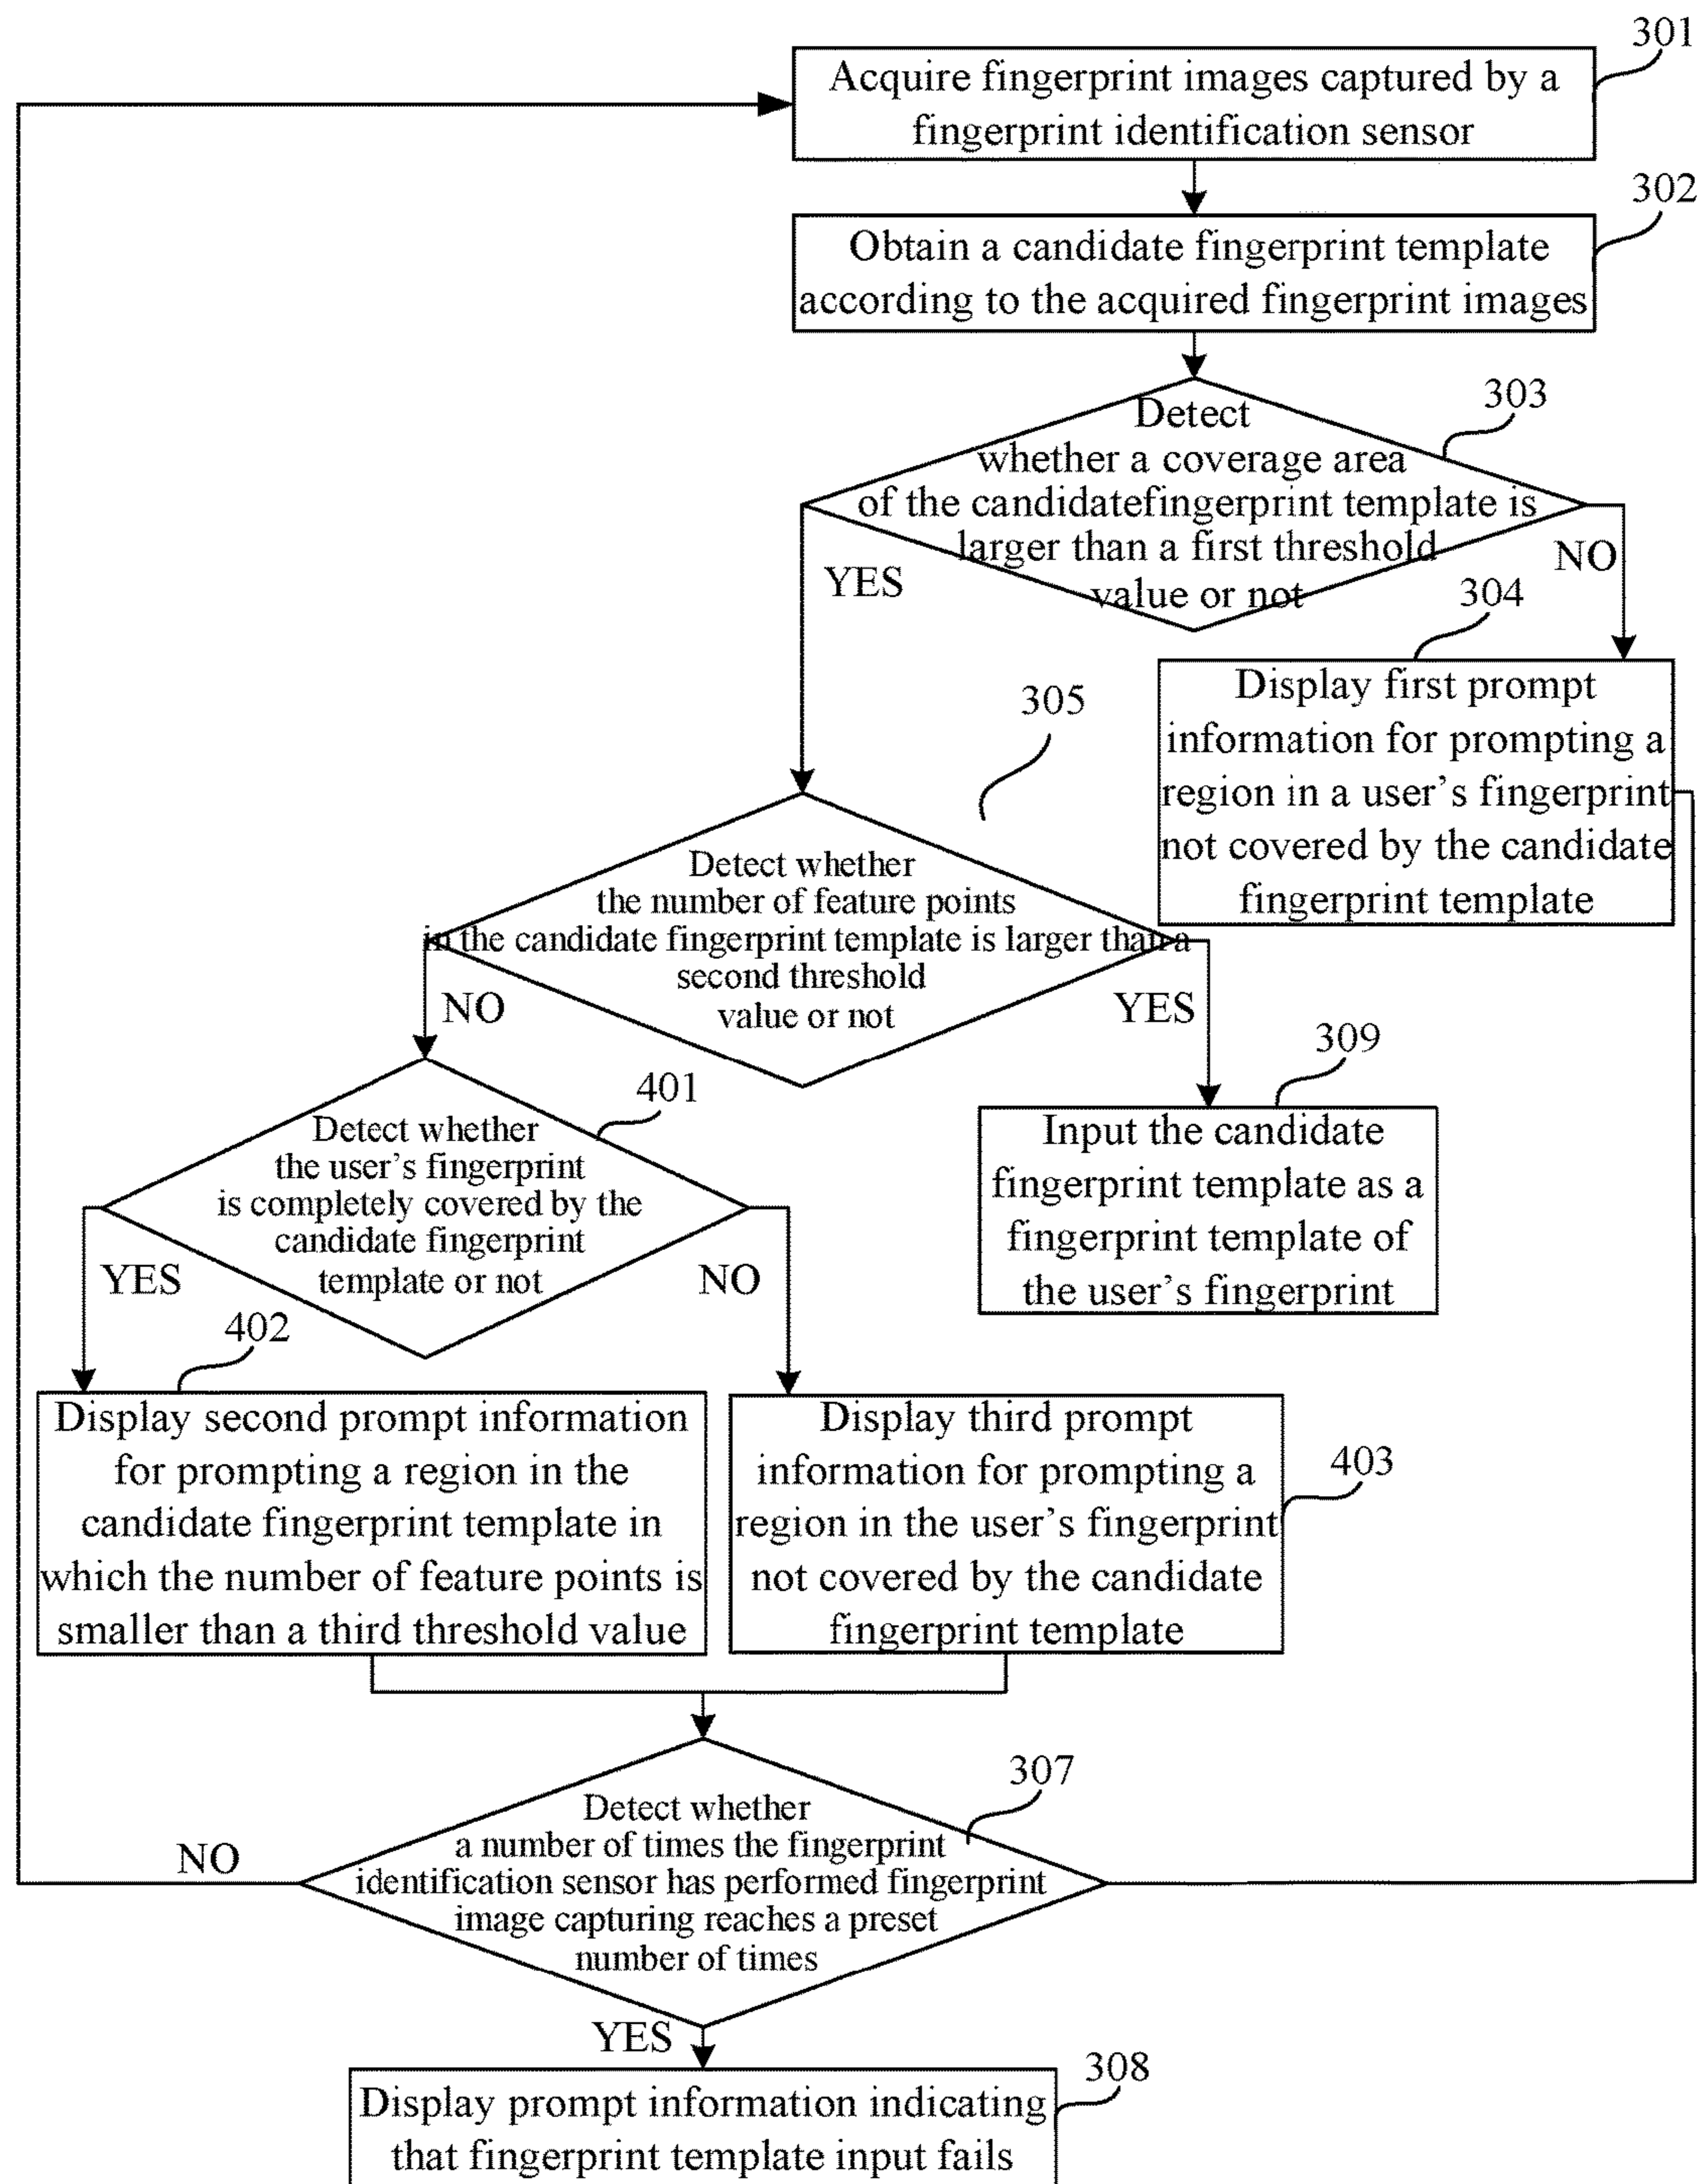 301
Acquire fingerprint images captured by a
fingerprint identification sensor
302
Obtain a candidate fingerprint template
according to the acquired fingerprint images
303
Detect
whether a coverage area
of the candidatefingerprint template is
larger than a first threshold
value or not
YES
NO
304
Display first prompt
information for prompting a
region in a user's fingerprint
not covered by the candidate
fingerprint template
305
Detect whether
the number of feature points
in the candidate fingerprint template is larger than a
second threshold
value or not
NO
YES
309
Input the candidate
fingerprint template as a
fingerprint template of
the user's fingerprint
401
Detect whether
the user's fingerprint
is completely covered by the
candidate fingerprint
template or not
YES
NO
402
Display second prompt information
for prompting a region in the
candidate fingerprint template in
which the number of feature points is
smaller than a third threshold value
403
Display third prompt
information for prompting a
region in the user's fingerprint
not covered by the candidate
fingerprint template
307
Detect whether
a number of times the fingerprint
identification sensor has performed fingerprint
image capturing reaches a preset
number of times
NO
YES
308
Display prompt information indicating
that fingerprint template input fails